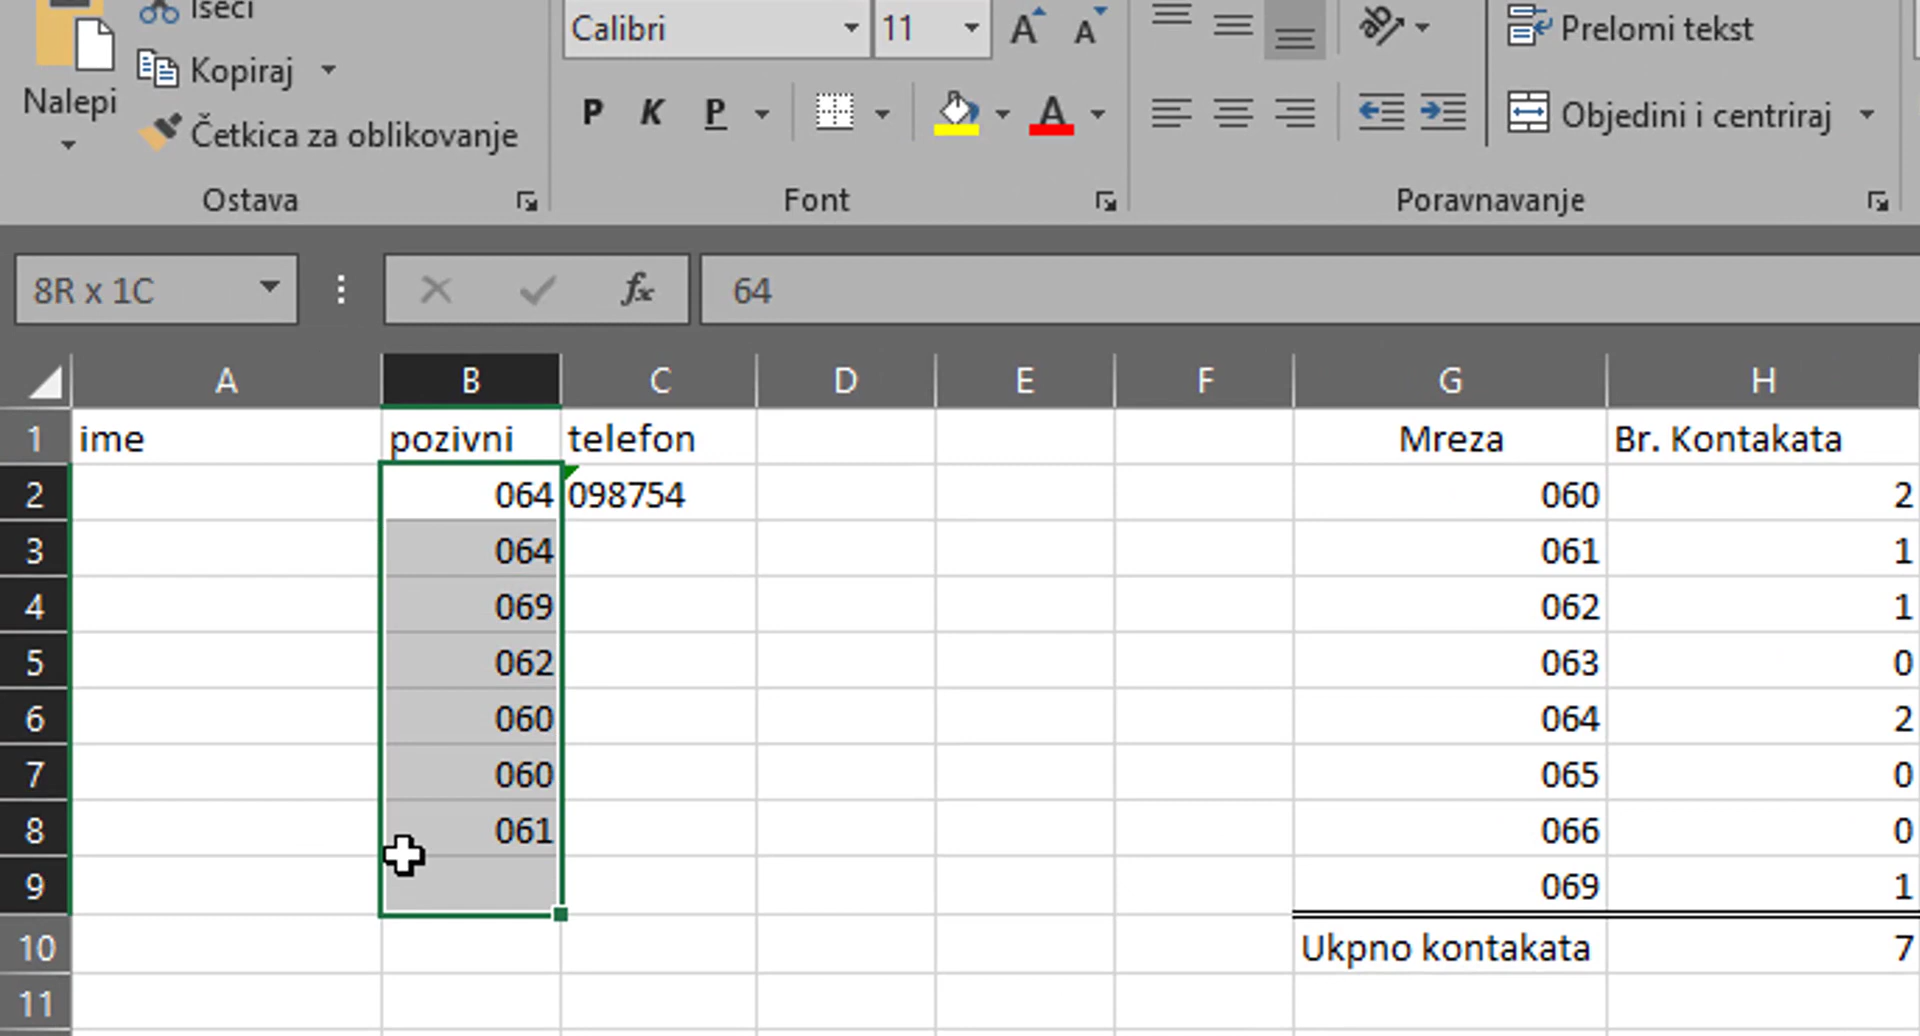 Iseci
Calibri 11 A A Prelomi tekst
Kopiraj
Nalepi P K P A Objedini i centriraj
Četkica za oblikovanje
Ostava Font Poravnavanje
8R x 1C fx 64
A B C D E F G H
1 ime pozivni telefon Mreza Br. Kontakata
2 064 098754 060 2
3 064 061 1
4 069 062 1
5 062 063 0
6 060 064 2
7 060 065 0
8 061 066 0
9 069 1
10 Ukpno kontakata 7
11